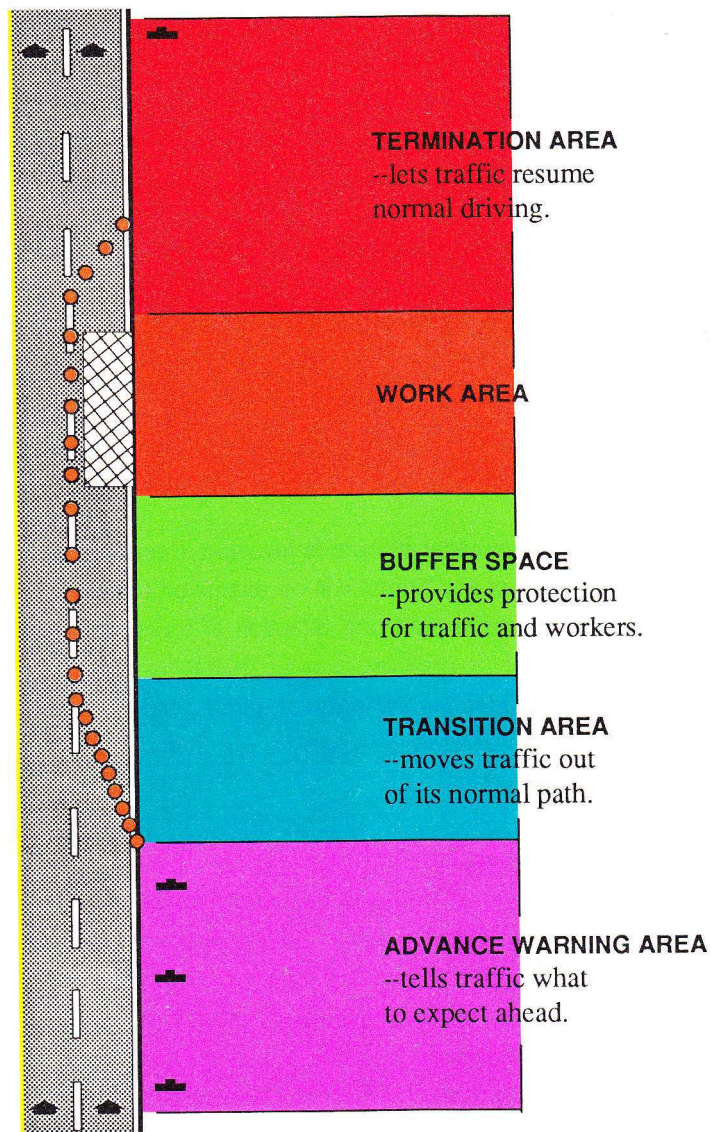 TERMINATION AREA
--lets traffic resume
normal driving.
WORK AREA
BUFFER SPACE
--provides protection
for traffic and workers.
TRANSITION AREA
--moves traffic out
of its normal path.
ADVANCE WARNING AREA
--tells traffic what
to expect ahead.